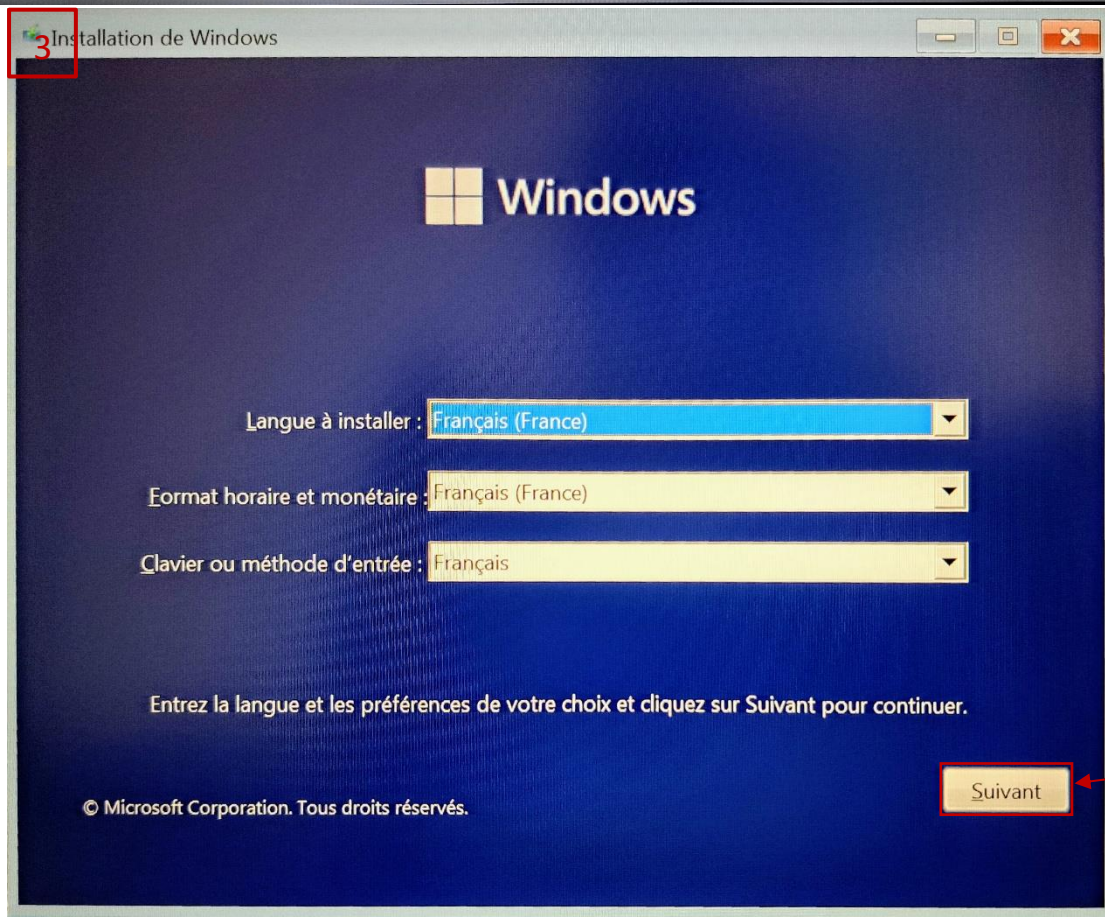 3
Installation de Windows
Windows
Langue à installer : Français (France)
Format horaire et monétaire : Français (France)
Clavier ou méthode d'entrée : Français
Entrez la langue et les préférences de votre choix et cliquez sur Suivant pour continuer.
Suivant
© Microsoft Corporation. Tous droits réservés.